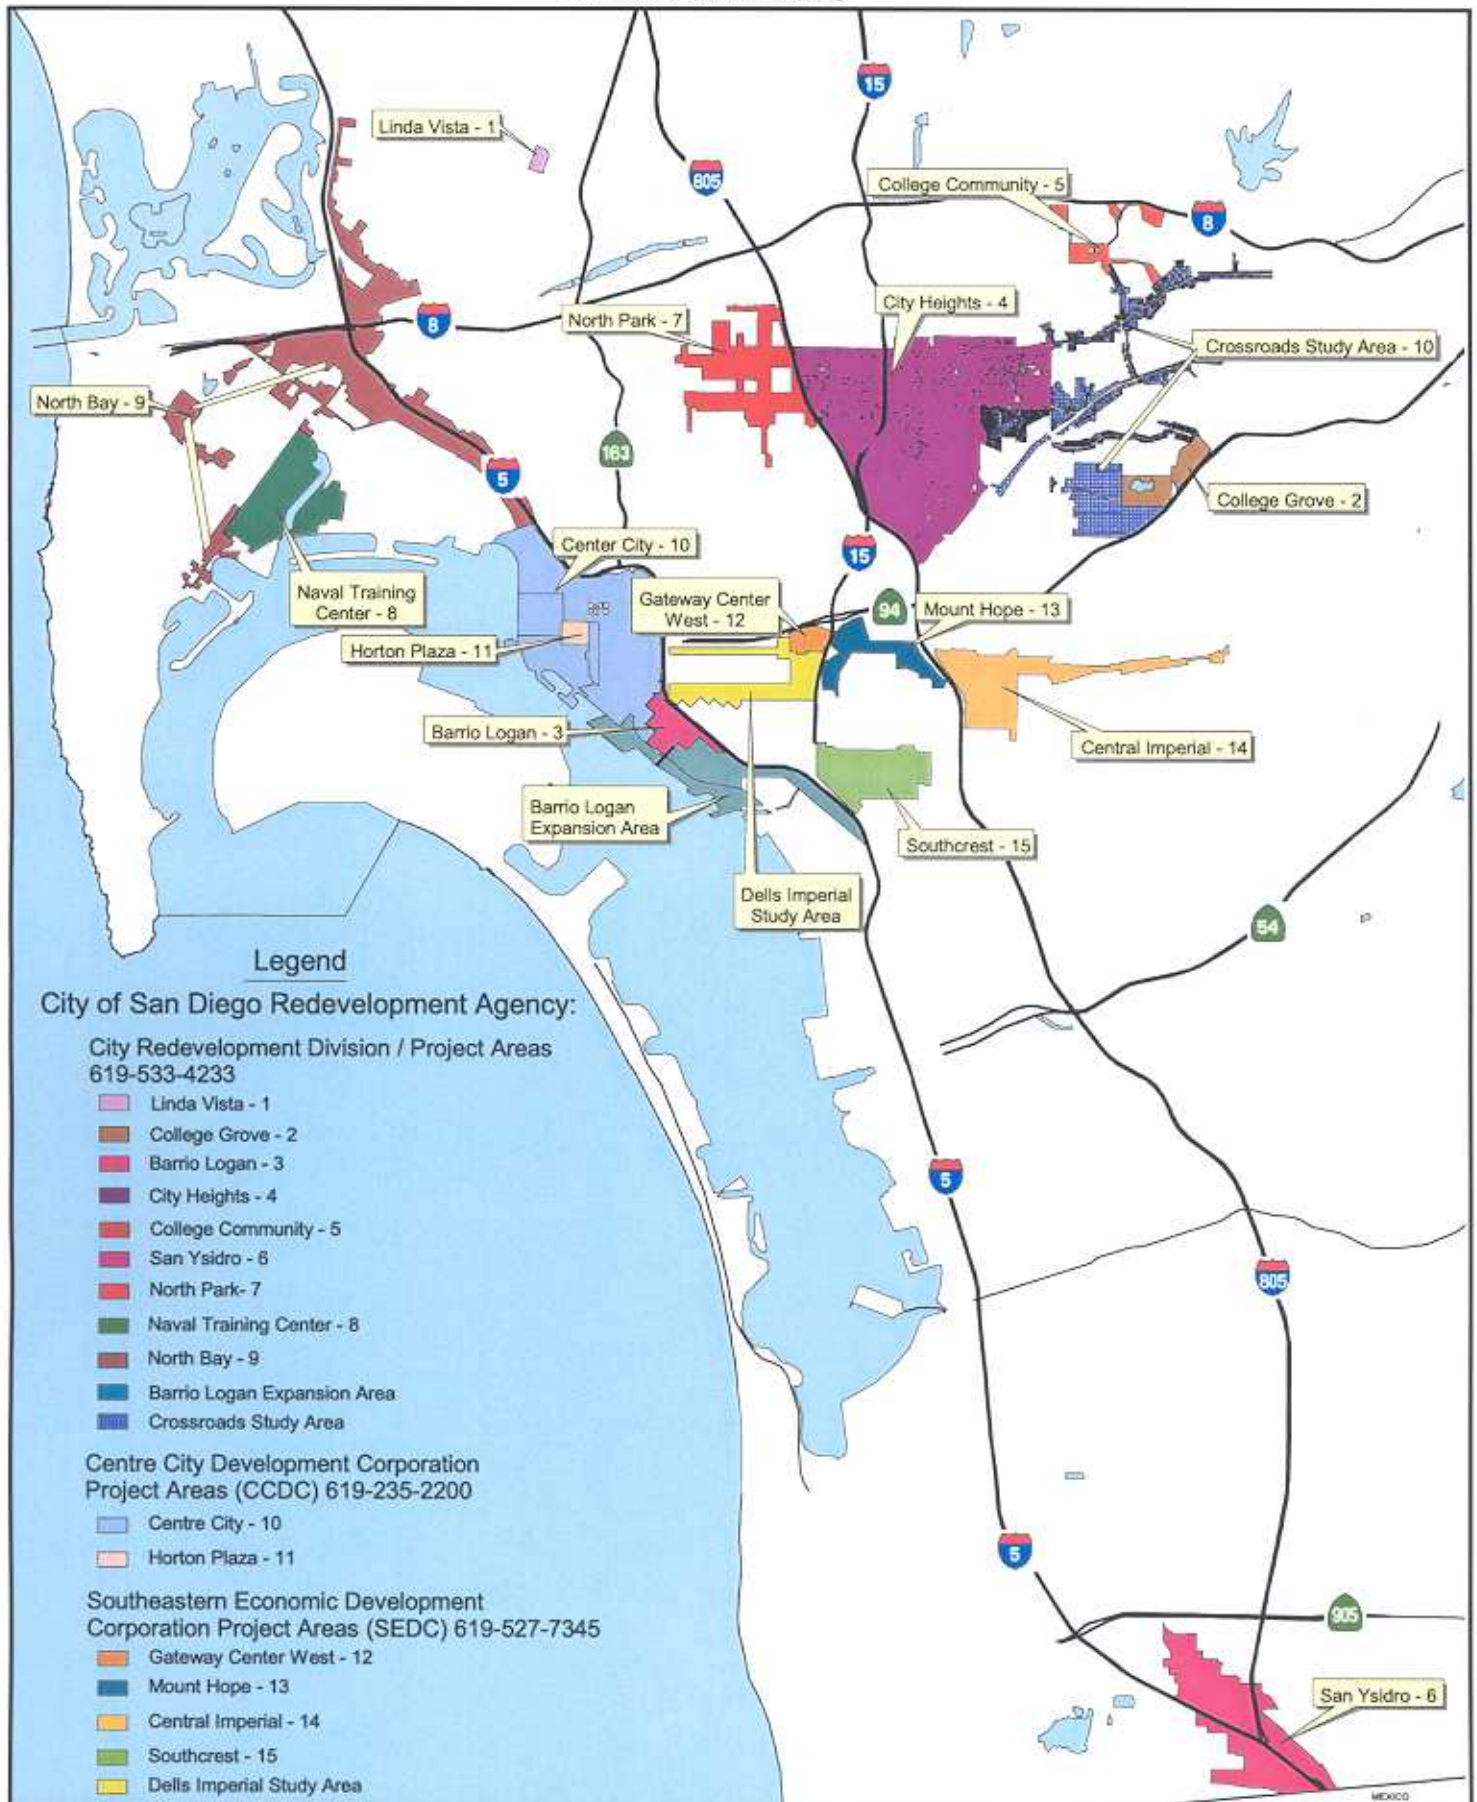 15
Linda Vista - 1
805
College Community - 5
8
City Heights - 4
North Park - 7
8
Crossroads Study Area - 10
North Bay - 9
163
5
College Grove - 2
Center City - 10
15
Naval Training
Center - 8
Gateway Center
West - 12
94
Mount Hope - 13
Horton Plaza - 11
Barrio Logan - 3
Central Imperial - 14
Barrio Logan
Expansion Area
Southcrest - 15
Dells Imperial
Study Area
54
Legend
City of San Diego Redevelopment Agency:
City Redevelopment Division / Project Areas
619-533-4233
Linda Vista - 1
College Grove - 2
Barrio Logan - 3
City Heights - 4
College Community - 5
San Ysidro - 6
North Park- 7
Naval Training Center - 8
North Bay - 9
Barrio Logan Expansion Area
Crossroads Study Area
5
805
Centre City Development Corporation
Project Areas (CCDC) 619-235-2200
Centre City - 10
Horton Plaza - 11
5
Southeastern Economic Development
Corporation Project Areas (SEDC) 619-527-7345
Gateway Center West - 12
Mount Hope - 13
Central Imperial - 14
Southcrest - 15
Dells Imperial Study Area
905
San Ysidro - 6
MEXICO